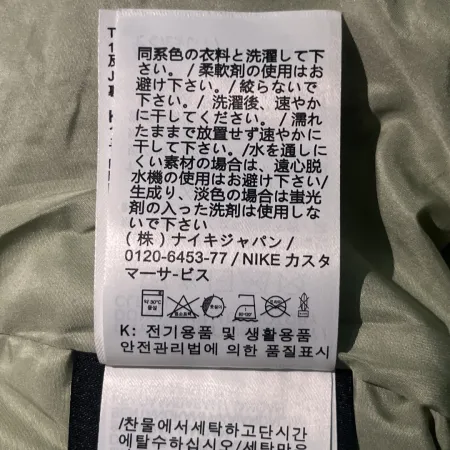 同系色の衣料と洗濯して下
さい。/ 柔軟剤の使用はお
避け下さい。/絞らないで
下さい。/ 洗濯後、速やか
に干してください。/ 濡れ
たままで放置せず速やかに
干して下さい。/水を通しに
くい素材の場合は、遠心脱
水機の使用はお避け下さい/
生成り、淡色の場合は蛍光
剤の入った洗剤は使用しな
いで下さい
(株) ナイキジャパン /
0120-6453-77 / NIKE カスタ
マーサ-ビス
약 30°C
중성
K: 전기용품 및 생활용품
안전관리법에 의한 품질표시
/찬물에서세탁하고단시간
에탈수하십시오/세탁망을